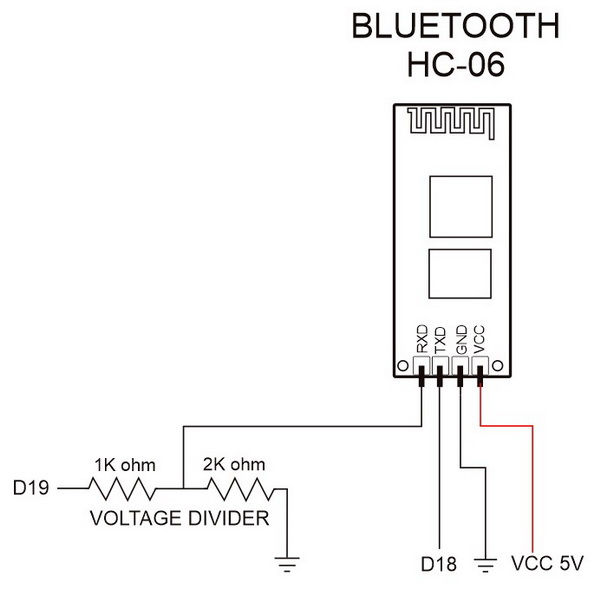 BLUETOOTH
HC-06
RXD
TXD
GND
VCC
1K ohm
2K ohm
D19
VOLTAGE DIVIDER
D18
VCC 5V